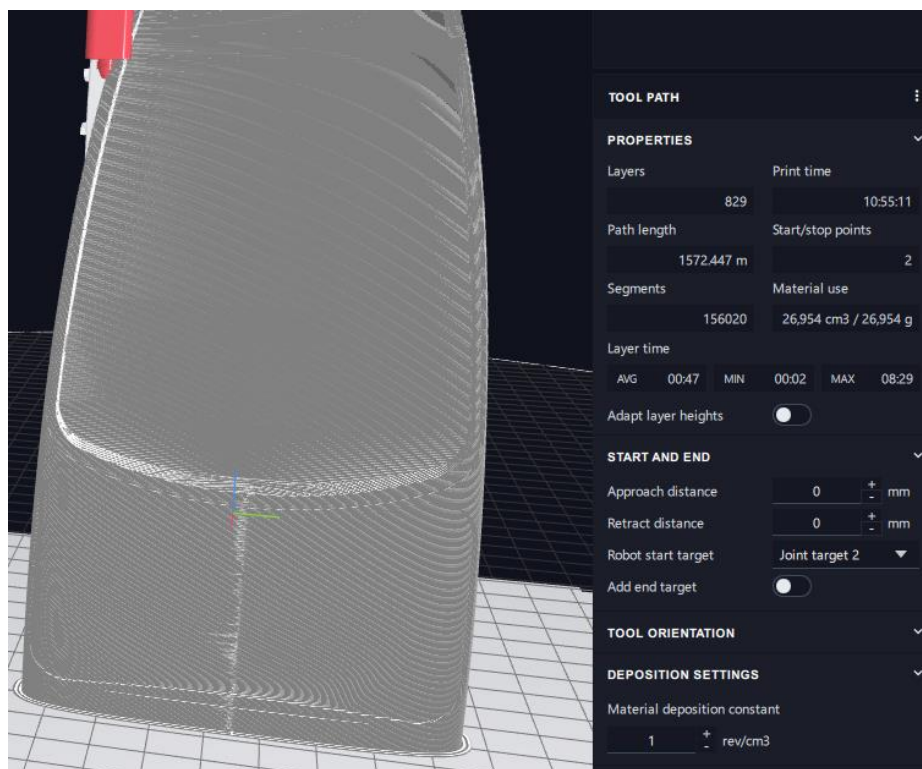 TOOL PATH
PROPERTIES
Layers Print time
829 10:55:11
Path length Start/stop points
1572.447 m 2
Segments Material use
156020 26,954 cm3 / 26,954 g
Layer time
AVG 00:47 MIN 00:02 MAX 08:29
Adapt layer heights
START AND END
Approach distance 0 + - mm
Retract distance 0 + - mm
Robot start target Joint target 2
Add end target
TOOL ORIENTATION
DEPOSITION SETTINGS
Material deposition constant
1 + - rev/cm3